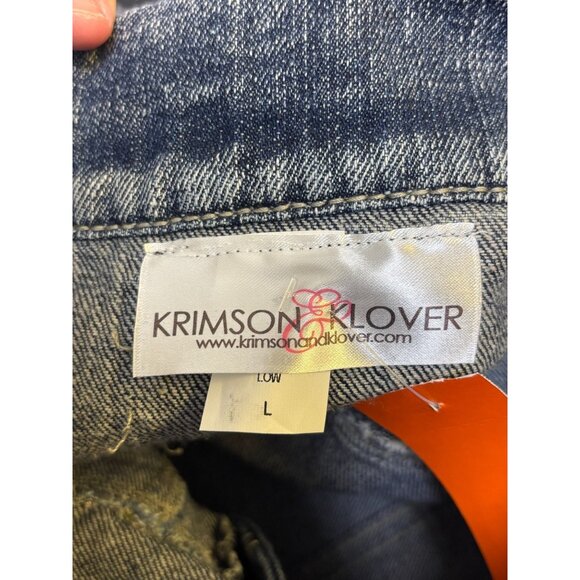 KRIMSON & KLOVER
www.krimsonandklover.com
LOW
L